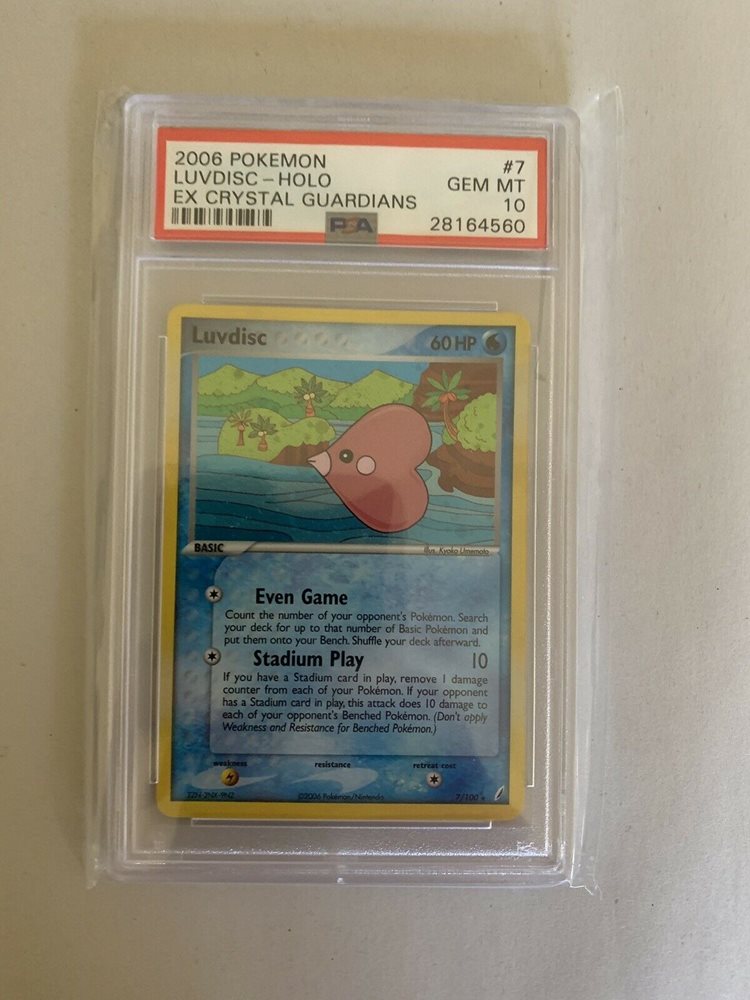 2006 POKEMON #7
LUVDISC - HOLO GEM MT
EX CRYSTAL GUARDIANS 10
PSA 28164560
Luvdisc 60 HP
BASIC
Illus. Kyoko Umemoto
Even Game
Count the number of your opponent's Pokémon. Search
your deck for up to that number of Basic Pokémon and
put them onto your Bench. Shuffle your deck afterward.
Stadium Play 10
If you have a Stadium card in play, remove 1 damage
counter from each of your Pokémon. If your opponent
has a Stadium card in play, this attack does 10 damage to
each of your opponent's Benched Pokémon. (Don't apply
Weakness and Resistance for Benched Pokémon.)
weakness resistance retreat cost
©2006 Pokémon/Nintendo 7/100